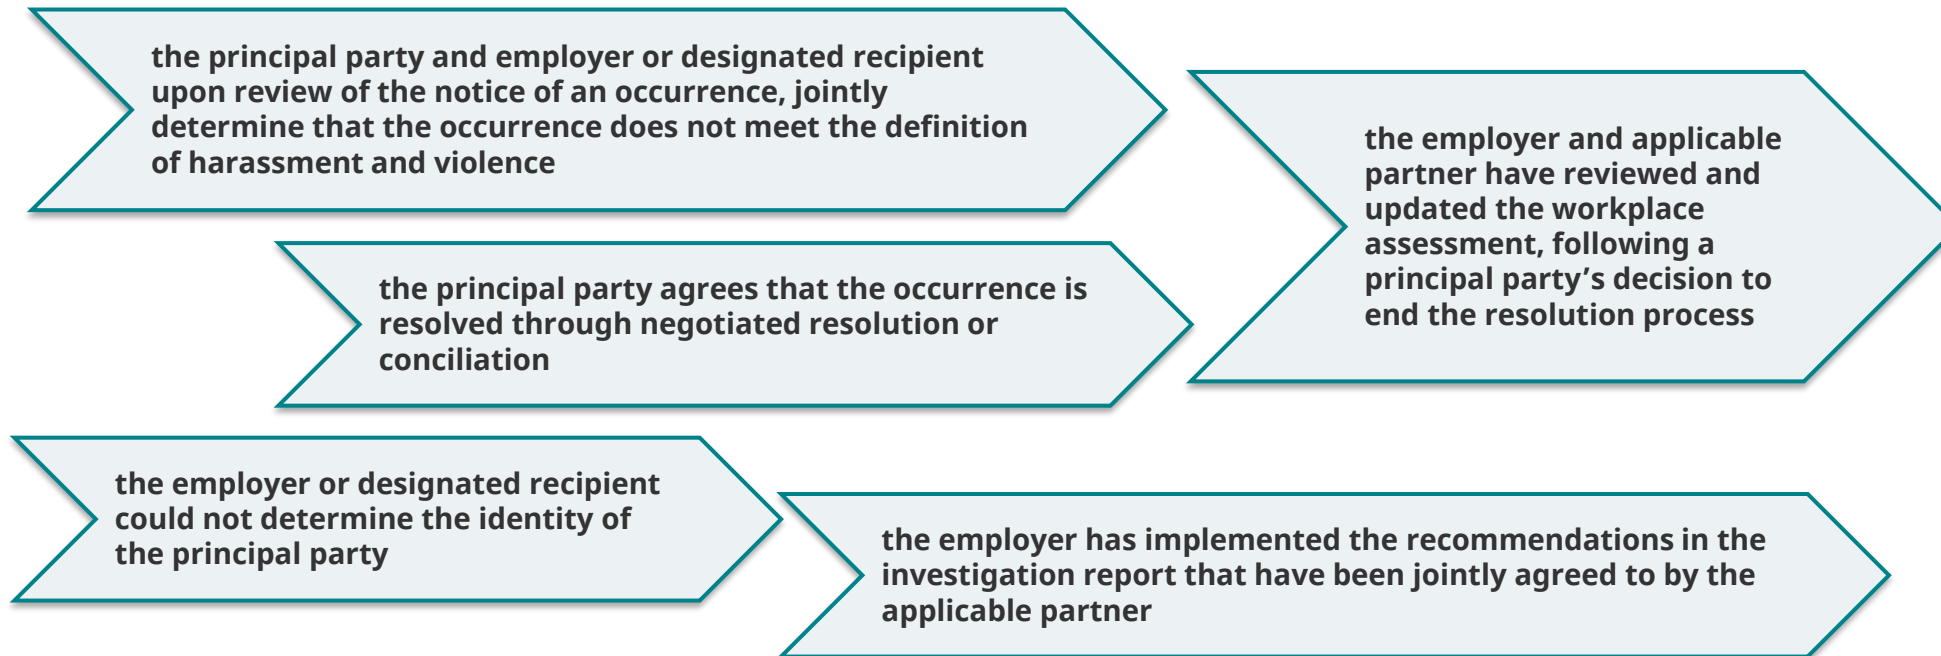 the principal party and employer or designated recipient
upon review of the notice of an occurrence, jointly
determine that the occurrence does not meet the definition
of harassment and violence
the employer and applicable
partner have reviewed and
updated the workplace
assessment, following a
principal party’s decision to
end the resolution process
the principal party agrees that the occurrence is
resolved through negotiated resolution or
conciliation
the employer or designated recipient
could not determine the identity of
the principal party
the employer has implemented the recommendations in the
investigation report that have been jointly agreed to by the
applicable partner